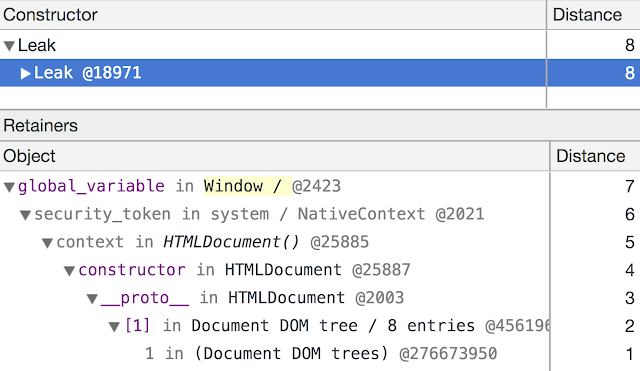 Constructor Distance
▼Leak 8
▶Leak @18971 8
Retainers
Object Distance
▼global_variable in Window / @2423 7
▼security_token in system / NativeContext @2021 6
▼context in HTMLDocument() @25885 5
▼constructor in HTMLDocument @25887 4
▼__proto__ in HTMLDocument @2003 3
▼[1] in Document DOM tree / 8 entries @456196 2
1 in (Document DOM trees) @276673950 1